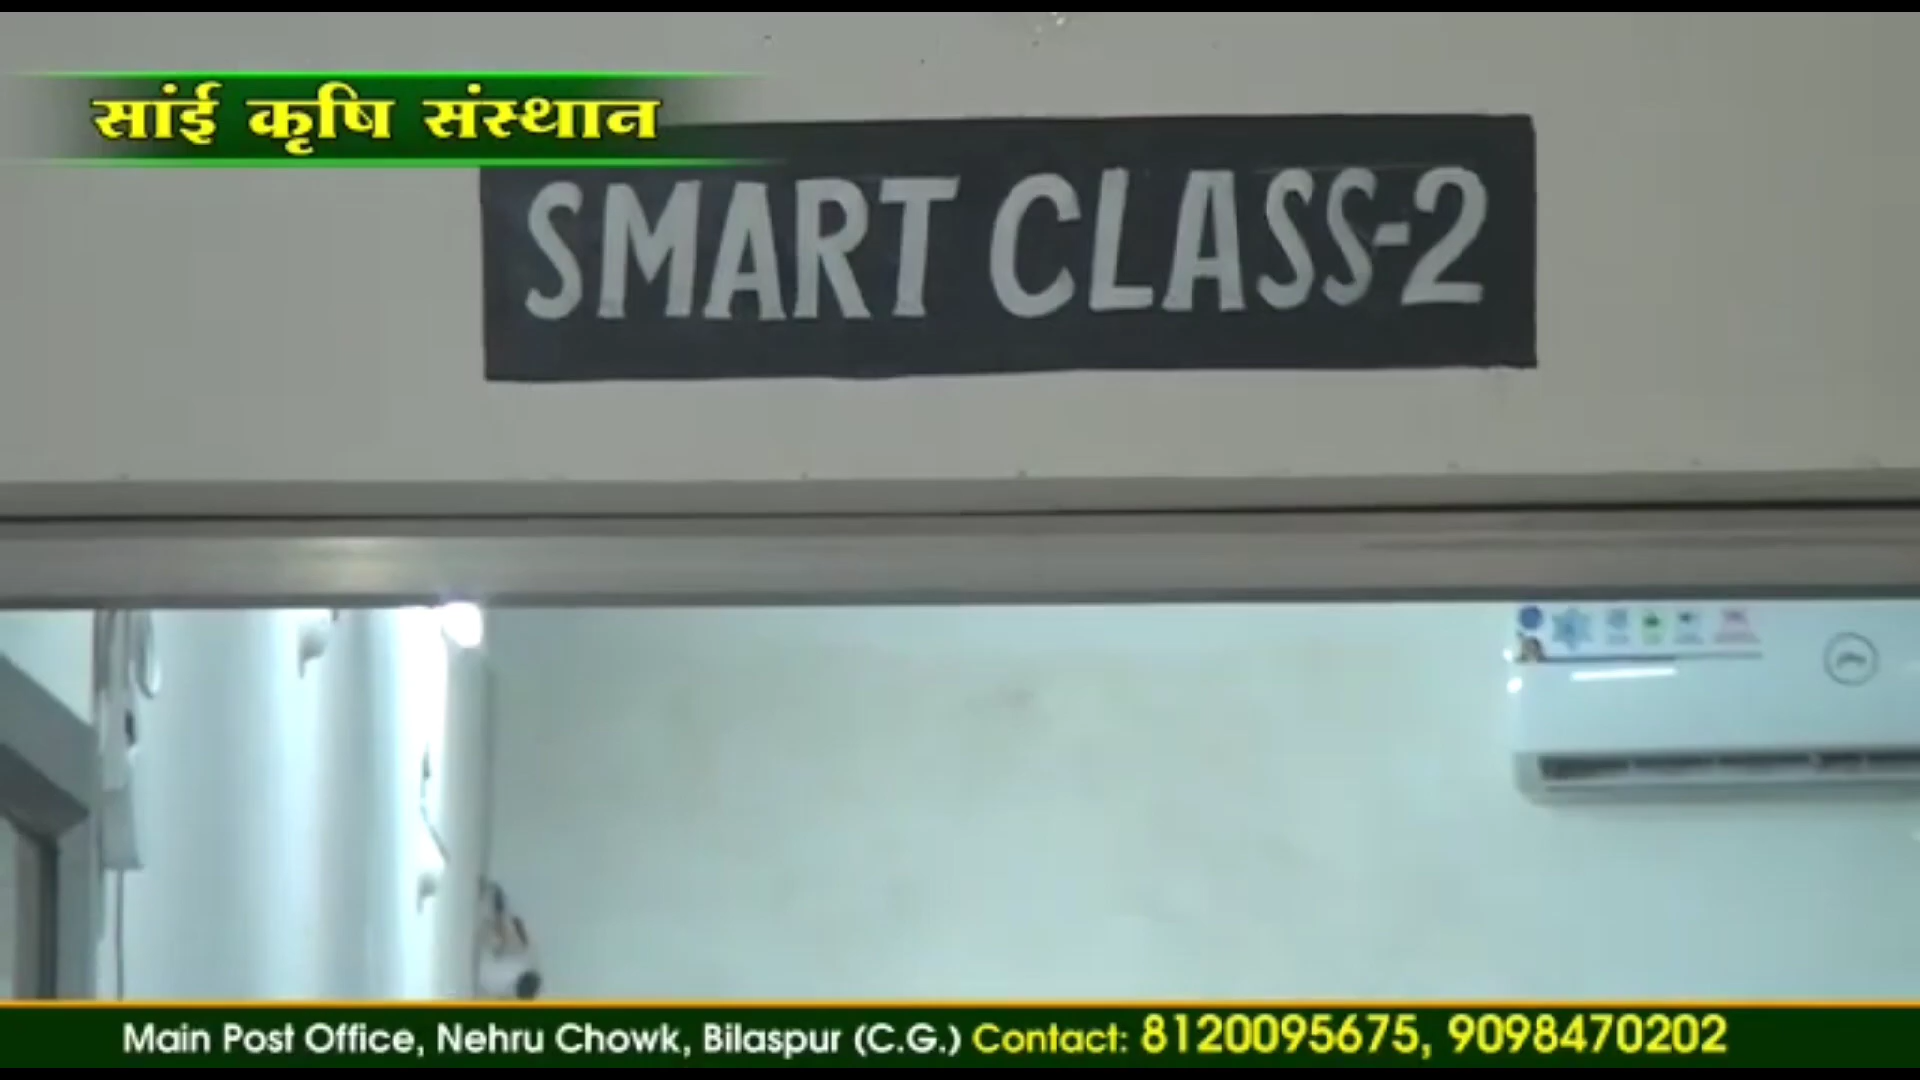 सांई कृषि संस्थान
SMART CLASS-2
Main Post Office, Nehru Chowk, Bilaspur (C.G.) Contact: 8120095675, 9098470202